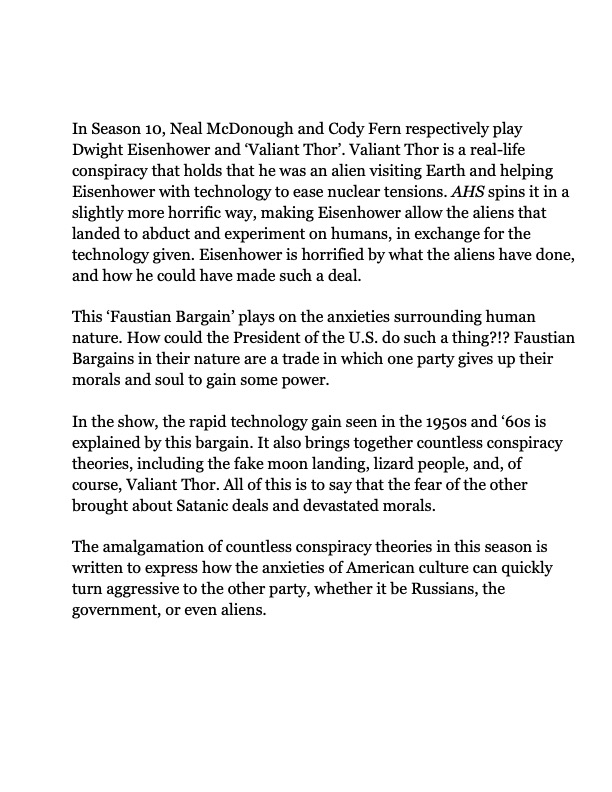 In Season 10, Neal McDonough and Cody Fern respectively play
Dwight Eisenhower and ‘Valiant Thor’. Valiant Thor is a real-life
conspiracy that holds that he was an alien visiting Earth and helping
Eisenhower with technology to ease nuclear tensions. AHS spins it in a
slightly more horrific way, making Eisenhower allow the aliens that
landed to abduct and experiment on humans, in exchange for the
technology given. Eisenhower is horrified by what the aliens have done,
and how he could have made such a deal.
This ‘Faustian Bargain’ plays on the anxieties surrounding human
nature. How could the President of the U.S. do such a thing?!? Faustian
Bargains in their nature are a trade in which one party gives up their
morals and soul to gain some power.
In the show, the rapid technology gain seen in the 1950s and ‘60s is
explained by this bargain. It also brings together countless conspiracy
theories, including the fake moon landing, lizard people, and, of
course, Valiant Thor. All of this is to say that the fear of the other
brought about Satanic deals and devastated morals.
The amalgamation of countless conspiracy theories in this season is
written to express how the anxieties of American culture can quickly
turn aggressive to the other party, whether it be Russians, the
government, or even aliens.